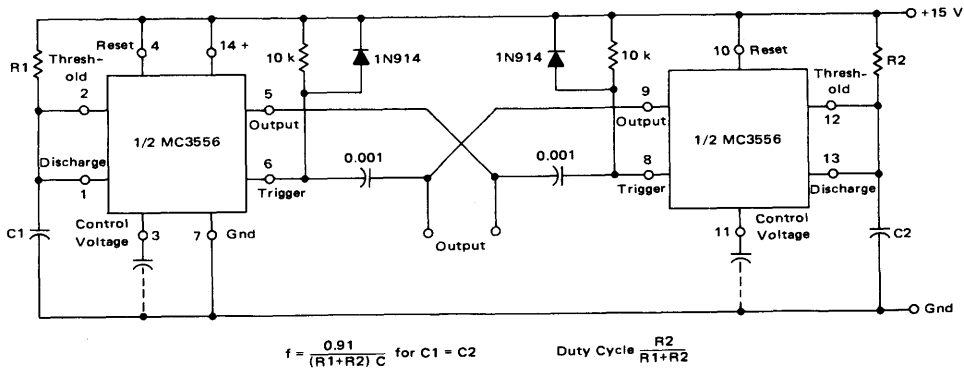 +15 V
Reset 4
14 +
10 k
1N914
1N914
10 k
10 Reset
R1
Thresh-
old
2
5
Output
9
Output
R2
Thresh-
old
12
1/2 MC3556
1/2 MC3556
Discharge
1
6
Trigger
0.001
0.001
8
Trigger
13
Discharge
C1
Control
Voltage
3
7 Gnd
Output
11
Control
Voltage
C2
Gnd
f = 0.91 / (R1+R2) C for C1 = C2
Duty Cycle R2 / R1+R2